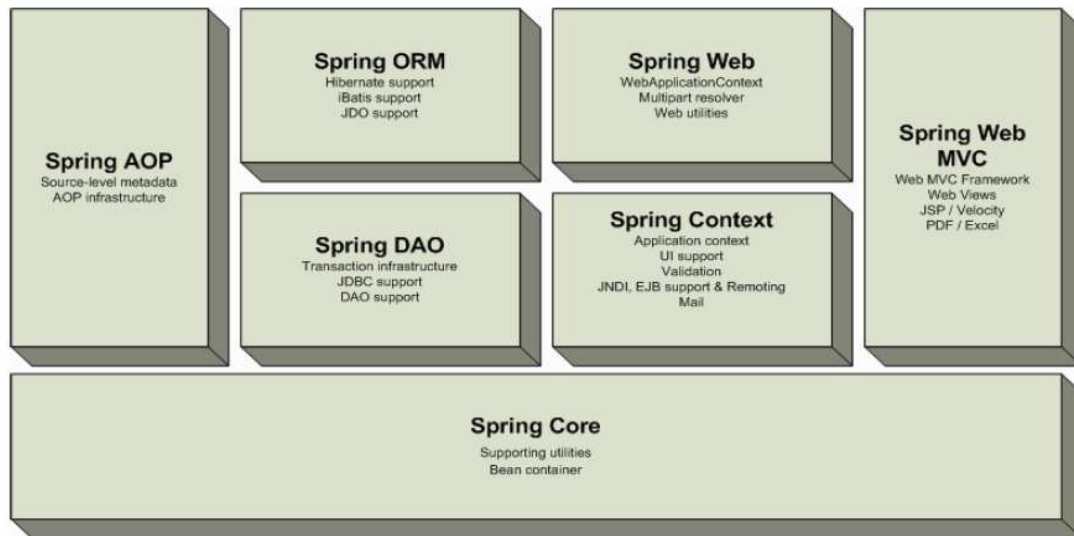 Spring AOP
Source-level metadata
AOP infrastructure
Spring ORM
Hibernate support
iBatis support
JDO support
Spring DAO
Transaction infrastructure
JDBC support
DAO support
Spring Web
WebApplicationContext
Multipart resolver
Web utilities
Spring Context
Application context
UI support
Validation
JNDI, EJB support & Remoting
Mail
Spring Web
MVC
Web MVC Framework
Web Views
JSP / Velocity
PDF / Excel
Spring Core
Supporting utilities
Bean container